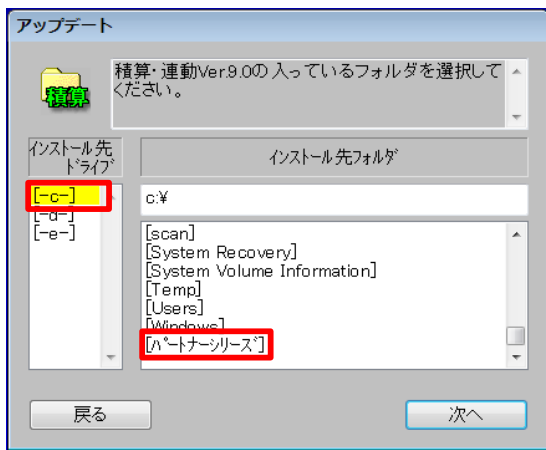 アップデート
積算・連動Ver.9.0の入っているフォルダを選択して
ください。
積算
インストール先
ﾄﾞﾗｲﾌﾞ
インストール先フォルダ
[-c-]
[-d-]
[-e-]
c:¥
[scan]
[System Recovery]
[System Volume Information]
[Temp]
[Users]
[Windows]
[ﾊﾟｰﾄﾅｰｼﾘｰｽﾞ]
戻る
次へ